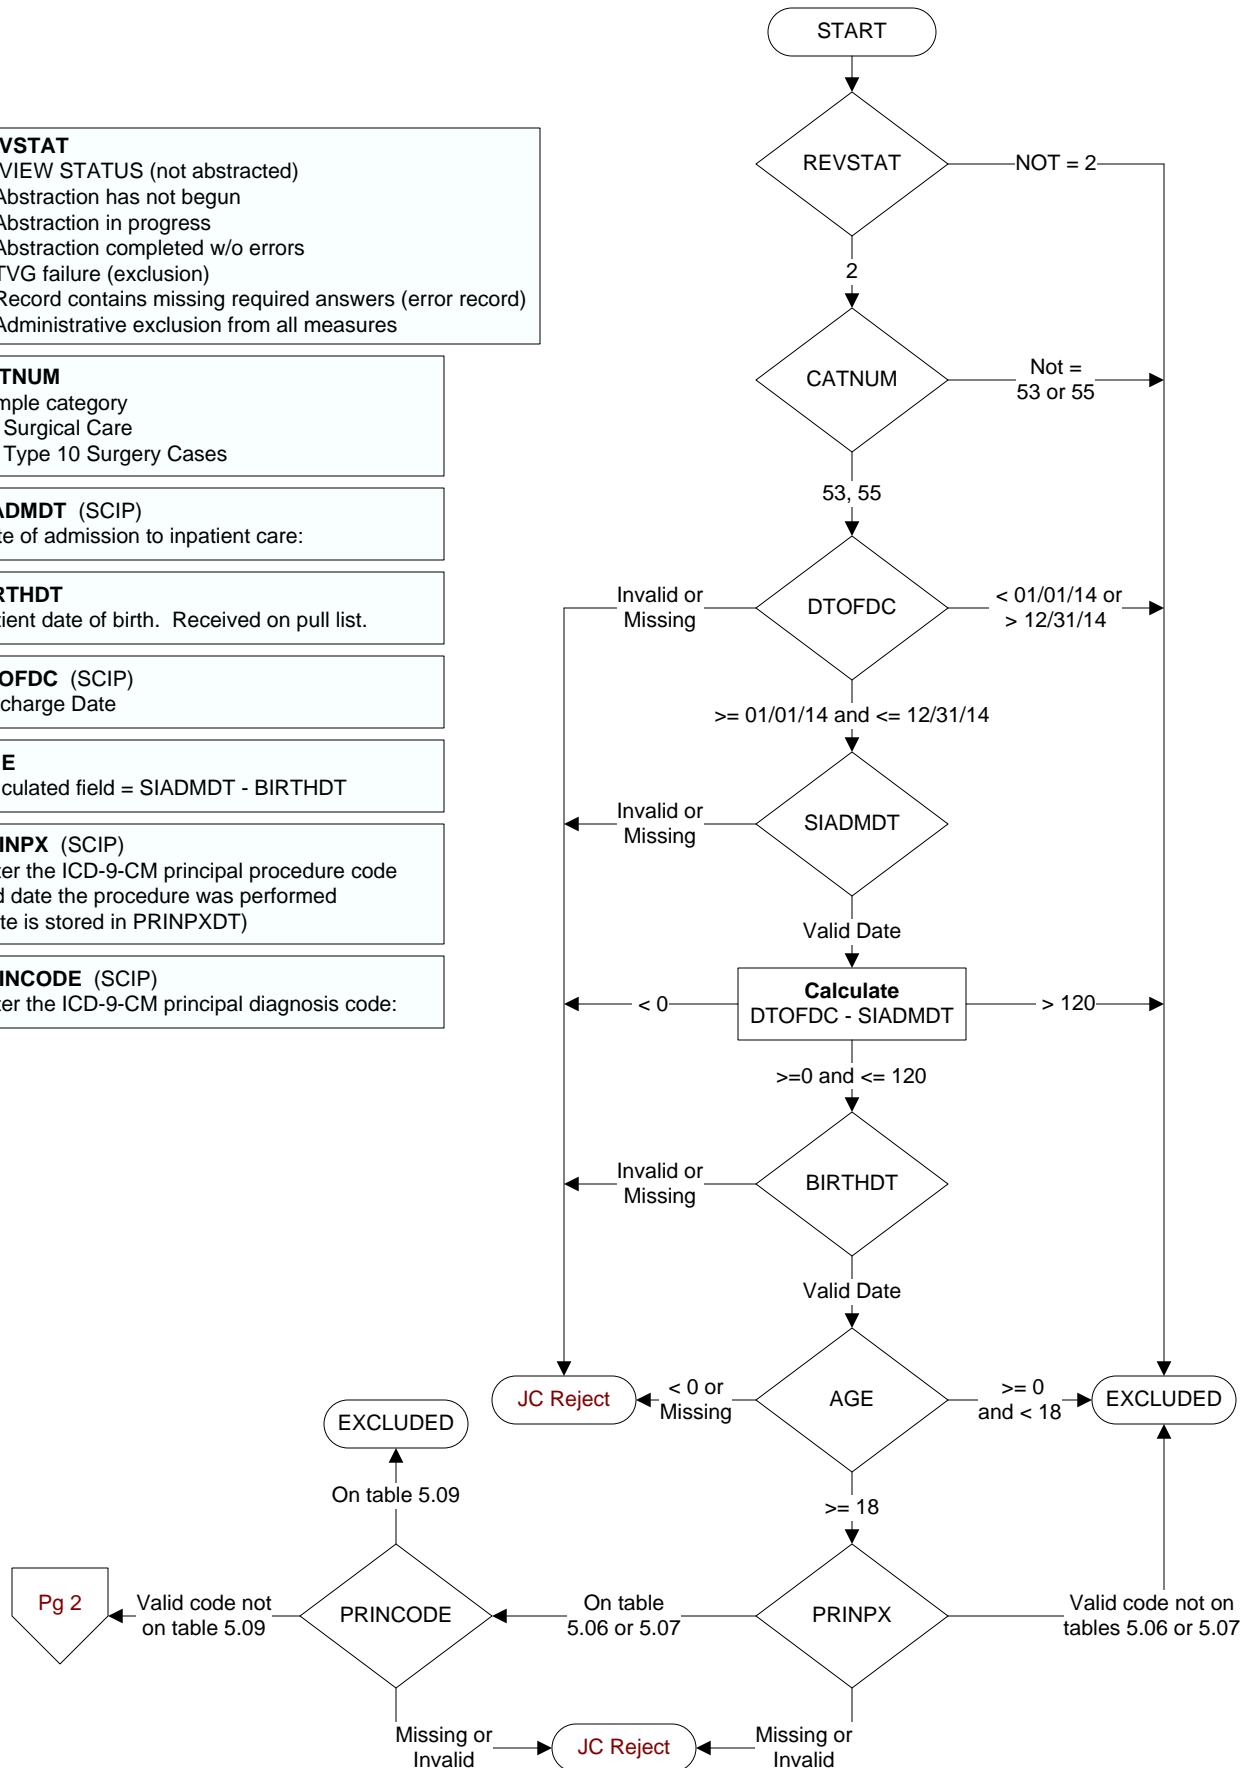 START
VSTAT
VIEW STATUS (not abstracted)
Abstraction has not begun
Abstraction in progress
Abstraction completed w/o errors
TVG failure (exclusion)
Record contains missing required answers (error record)
Administrative exclusion from all measures
REVSTAT
NOT = 2
2
TNUM
mple category
Surgical Care
Type 10 Surgery Cases
CATNUM
Not =
53 or 55
53, 55
ADMDT (SCIP)
te of admission to inpatient care:
RTHDT
tient date of birth. Received on pull list.
Invalid or
Missing
DTOFDC
< 01/01/14 or
> 12/31/14
OFDC (SCIP)
charge Date
>= 01/01/14 and <= 12/31/14
E
lculated field = SIADMDT - BIRTHDT
Invalid or
Missing
SIADMDT
INPX (SCIP)
ter the ICD-9-CM principal procedure code
d date the procedure was performed
te is stored in PRINPXDT)
Valid Date
INCODE (SCIP)
ter the ICD-9-CM principal diagnosis code:
< 0
Calculate
DTOFDC - SIADMDT
> 120
>=0 and <= 120
Invalid or
Missing
BIRTHDT
Valid Date
JC Reject
< 0 or
Missing
AGE
>= 0
and < 18
EXCLUDED
EXCLUDED
On table 5.09
>= 18
Pg 2
Valid code not
on table 5.09
PRINCODE
On table
5.06 or 5.07
PRINPX
Valid code not on
tables 5.06 or 5.07
Missing or
Invalid
JC Reject
Missing or
Invalid